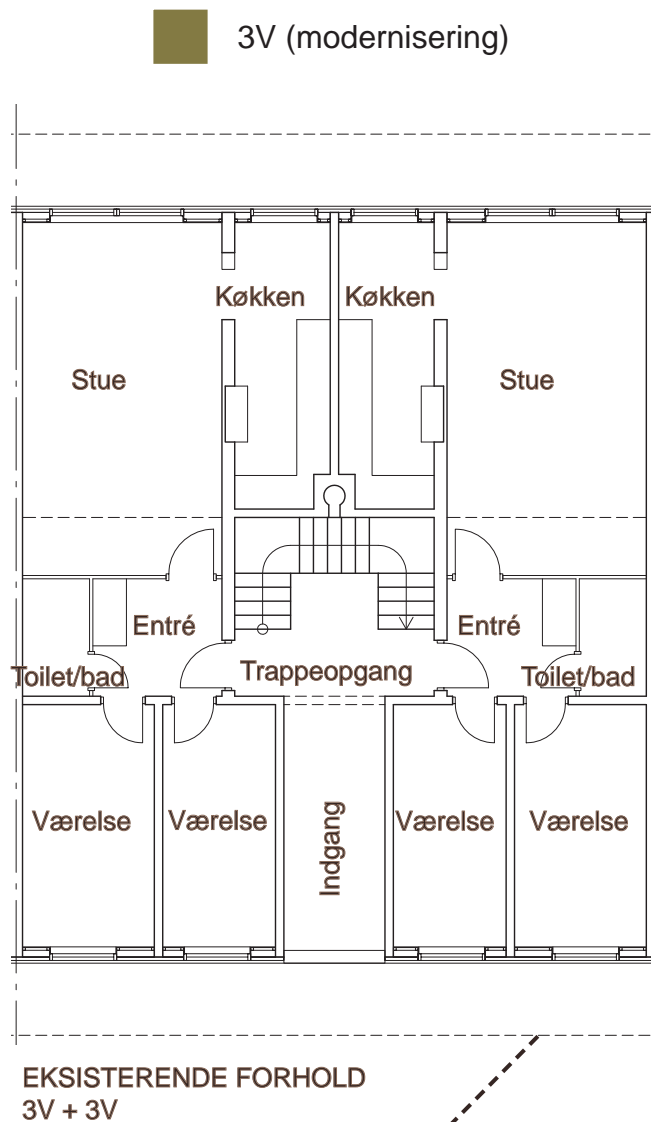 3V (modernisering)
Køkken Køkken
Stue Stue
Entré Entré
Trappeopgang
Toilet/bad Toilet/bad
Værelse Værelse Værelse Værelse
Indgang
EKSISTERENDE FORHOLD
3V + 3V